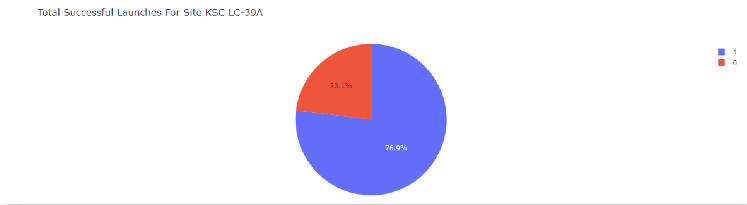 Total Successful Launches For Site KSC LC-39A
1
0
23.1%
76.9%